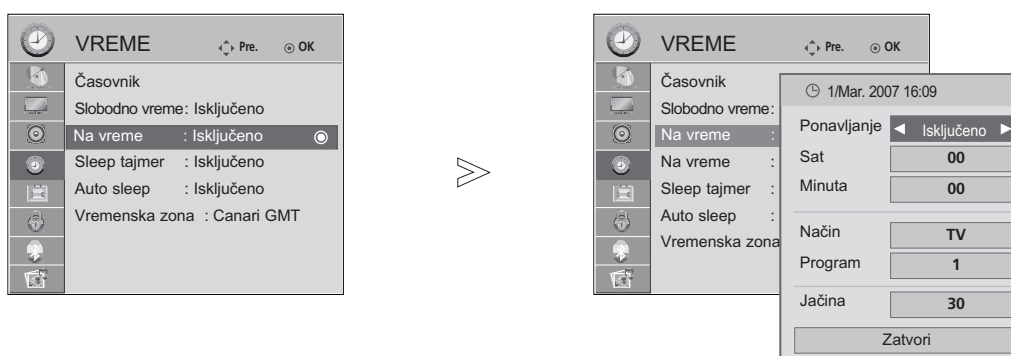 VREME Pre. OK
Časovnik
Slobodno vreme: Isključeno
Na vreme : Isključeno
Sleep tajmer : Isključeno
Auto sleep : Isključeno
Vremenska zona : Canari GMT
VREME Pre. OK
Časovnik
Slobodno vreme:
Na vreme :
Na vreme :
Sleep tajmer :
Auto sleep :
Vremenska zona
1/Mar. 2007 16:09
Ponavljanje Isključeno
Sat 00
Minuta 00
Način TV
Program 1
Jačina 30
Zatvori